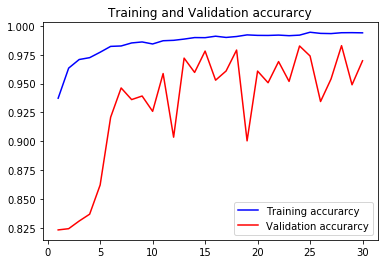 Training and Validation accurarcy
1.000
0.975
0.950
0.925
0.900
0.875
0.850
0.825
0 5 10 15 20 25 30
Training accurarcy
Validation accurarcy